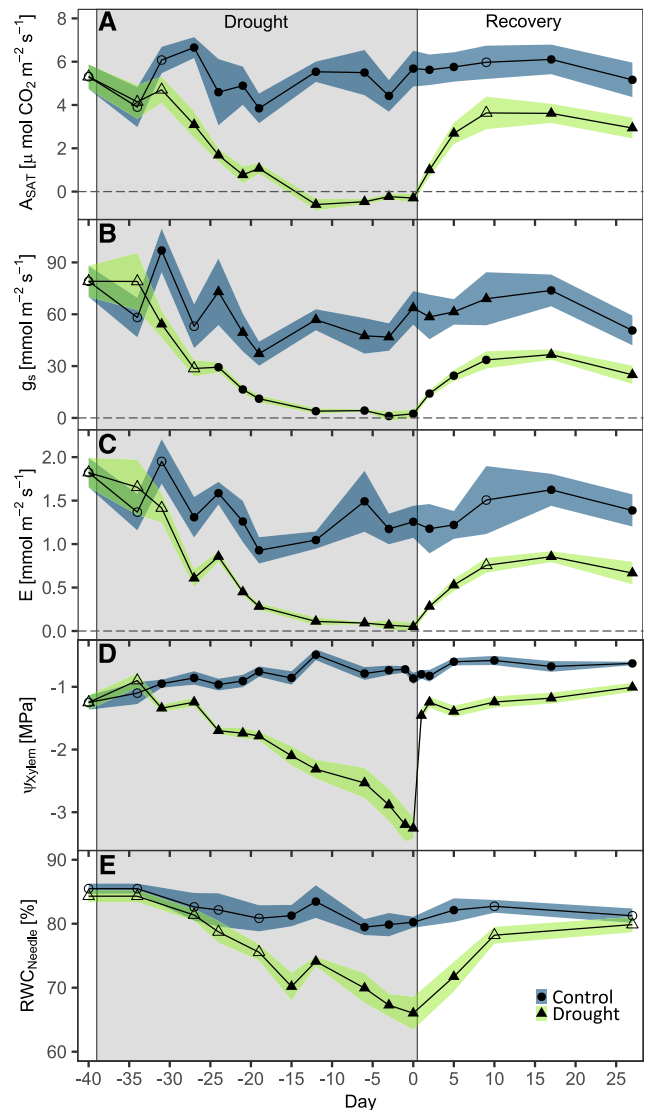 Drought Recovery
A
8
6
4
2
0
A_SAT [μ mol CO₂ m⁻² s⁻¹]
B
90
60
30
0
g_s [mmol m⁻² s⁻¹]
C
2.0
1.5
1.0
0.5
0.0
E [mmol m⁻² s⁻¹]
D
-1
-2
-3
ψ_Xylem [MPa]
E
90
80
70
60
RWC_Needle [%]
Control
Drought
-40 -35 -30 -25 -20 -15 -10 -5 0 5 10 15 20 25
Day